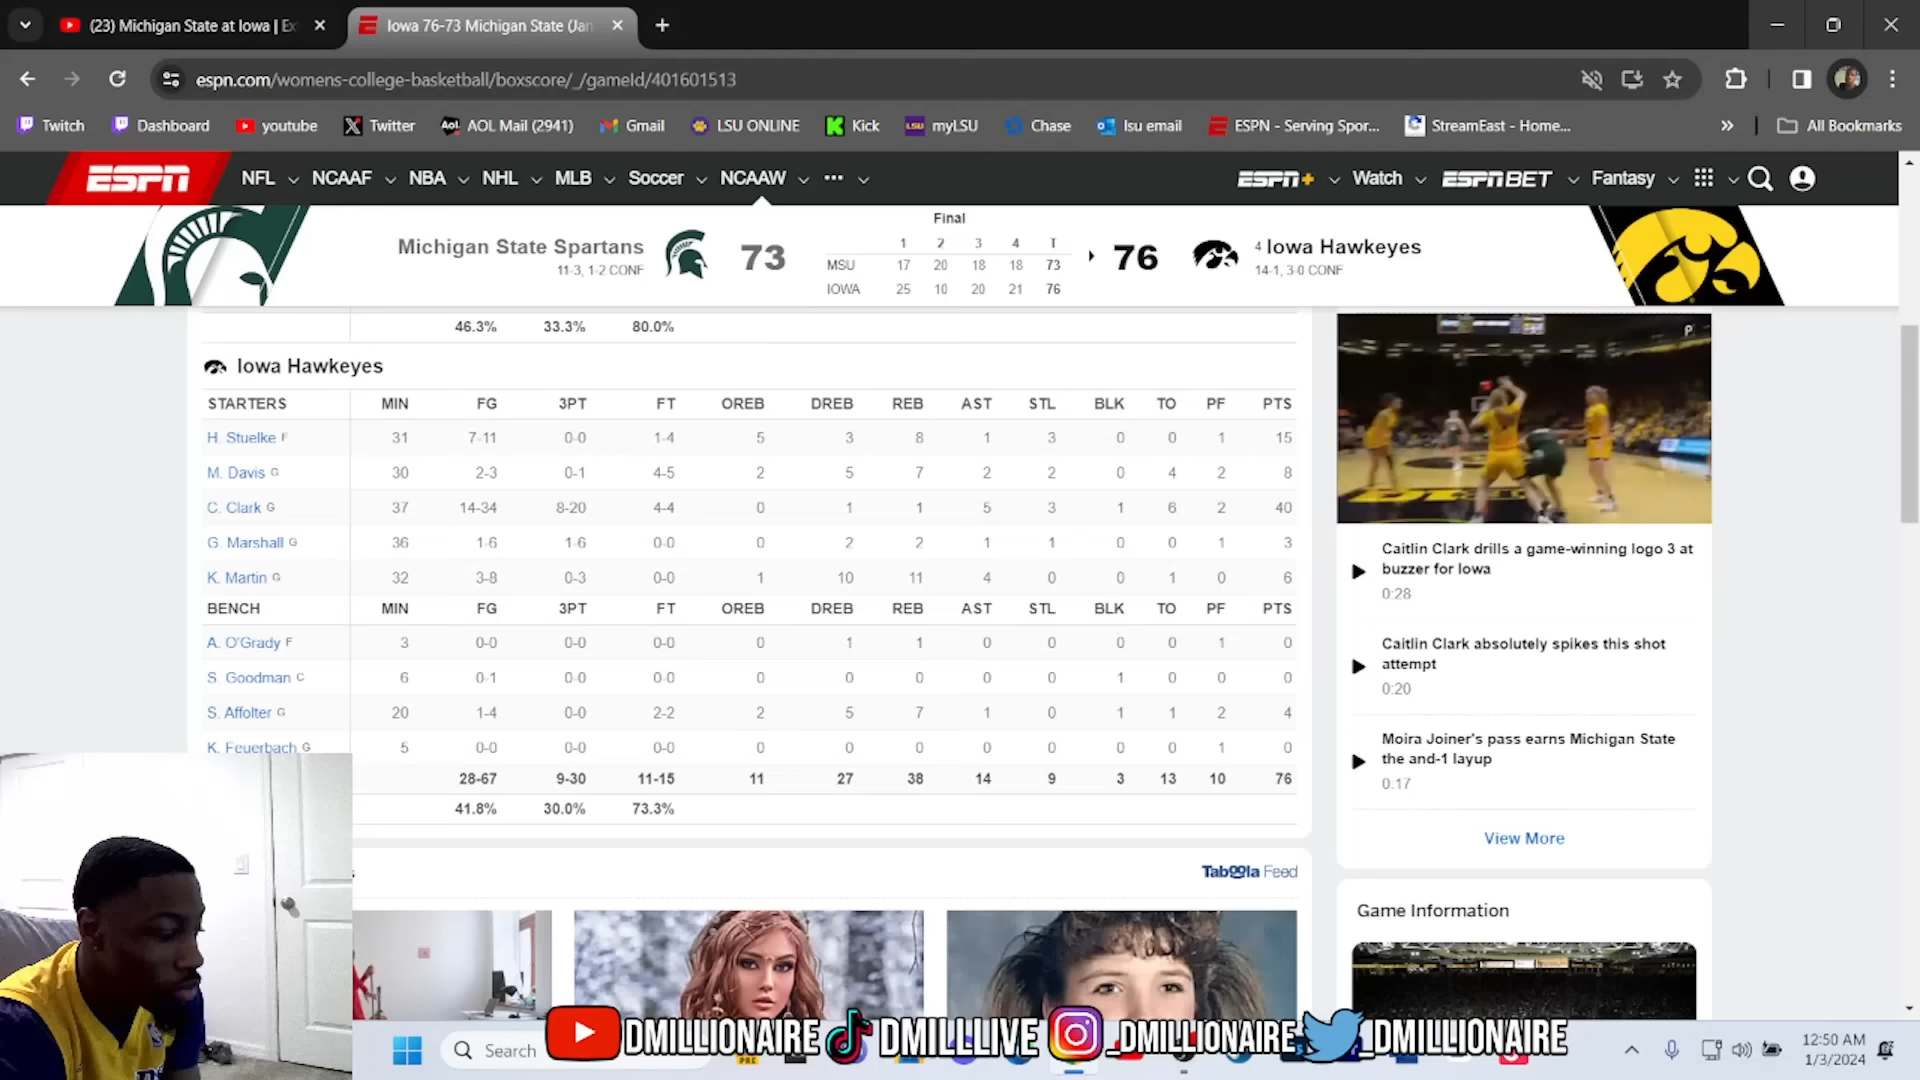 (23) Michigan State at Iowa | Ex
Iowa 76-73 Michigan State (Jan
espn.com/womens-college-basketball/boxscore/_/gameId/401601513
Twitch Dashboard youtube Twitter Aol. AOL Mail (2941) Gmail LSU ONLINE Kick LSU myLSU Chase lsu email ESPN - Serving Spor... StreamEast - Home... » All Bookmarks
ESPN NFL NCAAF NBA NHL MLB Soccer NCAAW ESPN+ Watch ESPN BET Fantasy
Final
Michigan State Spartans 73
11-3, 1-2 CONF
1 2 3 4 T
MSU 17 20 18 18 73
IOWA 25 10 20 21 76
76 4 Iowa Hawkeyes
14-1, 3-0 CONF
46.3% 33.3% 80.0%
Iowa Hawkeyes
STARTERS MIN FG 3PT FT OREB DREB REB AST STL BLK TO PF PTS
H. Stuelke F 31 7-11 0-0 1-4 5 3 8 1 3 0 0 1 15
M. Davis G 30 2-3 0-1 4-5 2 5 7 2 2 0 4 2 8
C. Clark G 37 14-34 8-20 4-4 0 1 1 5 3 1 6 2 40
G. Marshall G 36 1-6 1-6 0-0 0 2 2 1 1 0 0 1 3
K. Martin G 32 3-8 0-3 0-0 1 10 11 4 0 0 1 0 6
BENCH MIN FG 3PT FT OREB DREB REB AST STL BLK TO PF PTS
A. O'Grady F 3 0-0 0-0 0-0 0 1 1 0 0 0 0 1 0
S. Goodman C 6 0-1 0-0 0-0 0 0 0 0 0 1 0 0 0
S. Affolter G 20 1-4 0-0 2-2 2 5 7 1 0 1 1 2 4
K. Feuerbach G 5 0-0 0-0 0-0 0 0 0 0 0 0 0 1 0
28-67 9-30 11-15 11 27 38 14 9 3 13 10 76
41.8% 30.0% 73.3%
Caitlin Clark drills a game-winning logo 3 at
buzzer for Iowa
0:28
Caitlin Clark absolutely spikes this shot
attempt
0:20
Moira Joiner's pass earns Michigan State
the and-1 layup
0:17
View More
Taboola Feed
Game Information
Search
DMILLIONAIRE DMILLLIVE _DMILLIONAIRE _DMILLIONAIRE
12:50 AM
1/3/2024